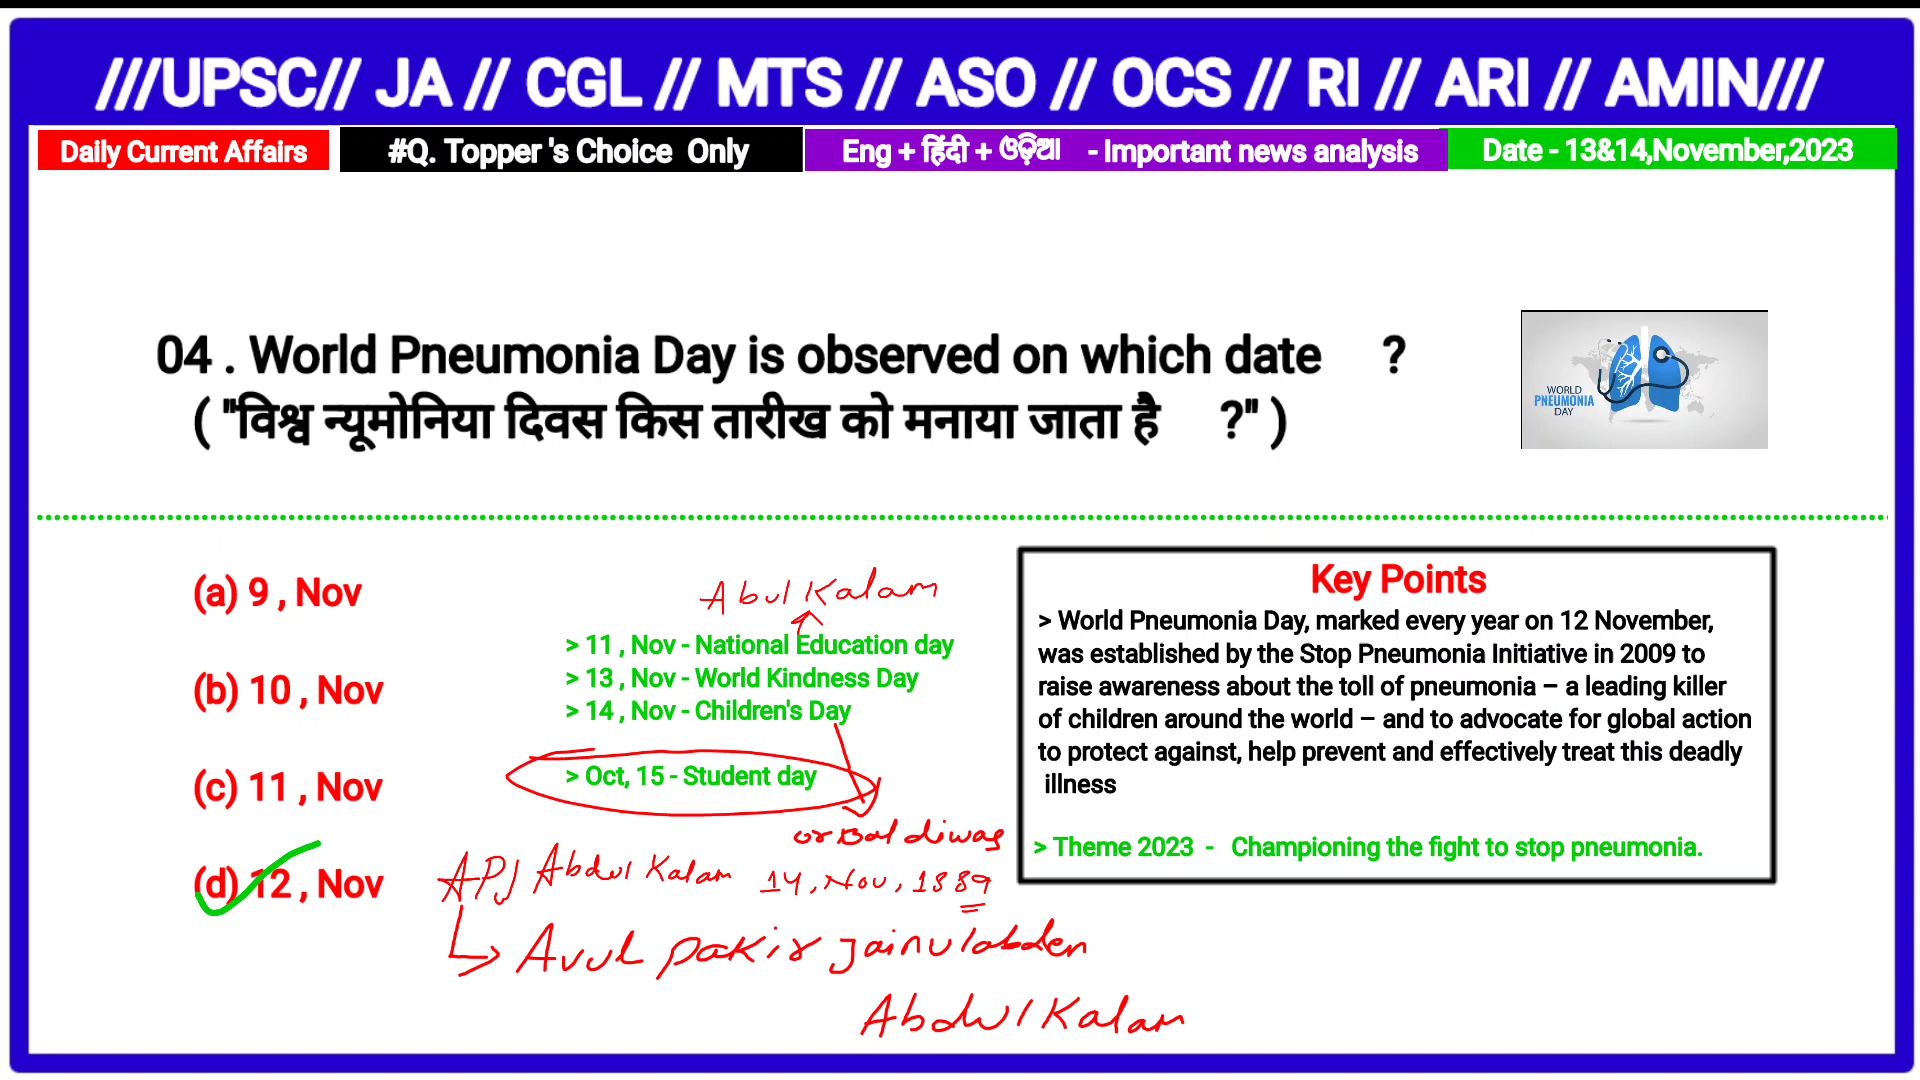 ///UPSC// JA // CGL // MTS // ASO // OCS // RI // ARI // AMIN///
Daily Current Affairs
#Q. Topper 's Choice Only
Eng + हिंदी + ଓଡ଼ିଆ - Important news analysis
Date - 13&14,November,2023
04 . World Pneumonia Day is observed on which date ?
( "विश्व न्यूमोनिया दिवस किस तारीख को मनाया जाता है ?" )
WORLD
PNEUMONIA
DAY
(a) 9 , Nov
(b) 10 , Nov
(c) 11 , Nov
(d) 12 , Nov
Abul Kalam
> 11 , Nov - National Education day
> 13 , Nov - World Kindness Day
> 14 , Nov - Children's Day
> Oct, 15 - Student day
or Bal diwas
APJ Abdul Kalam
14, Nov, 1889
Avul pakir jainulabden
Abdul Kalam
Key Points
> World Pneumonia Day, marked every year on 12 November,
was established by the Stop Pneumonia Initiative in 2009 to
raise awareness about the toll of pneumonia – a leading killer
of children around the world – and to advocate for global action
to protect against, help prevent and effectively treat this deadly
illness
> Theme 2023 - Championing the fight to stop pneumonia.